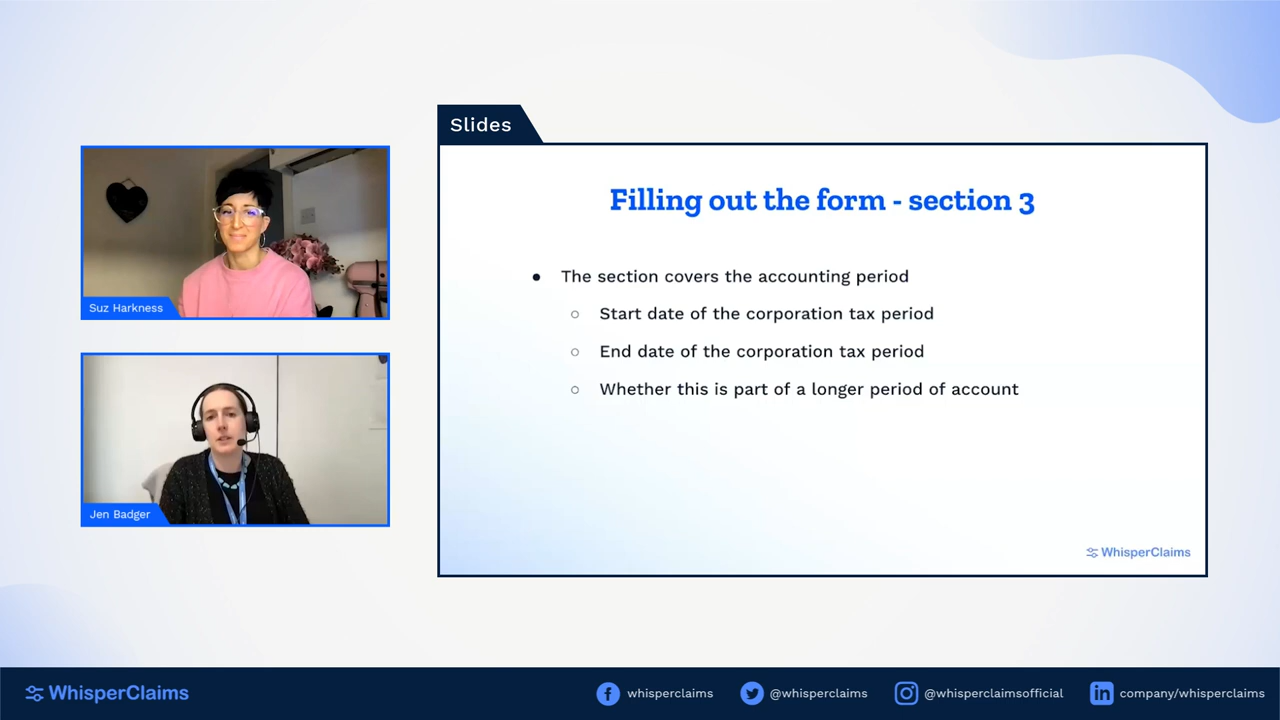 Slides
Filling out the form - section 3
● The section covers the accounting period
○ Start date of the corporation tax period
○ End date of the corporation tax period
○ Whether this is part of a longer period of account
WhisperClaims
Suz Harkness
Jen Badger
WhisperClaims
whisperclaims
@whisperclaims
@whisperclaimsofficial
company/whisperclaims